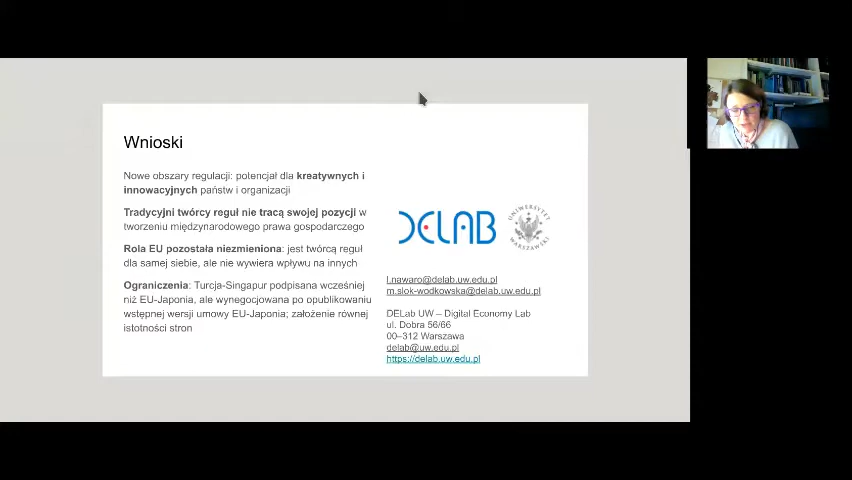 Wnioski
Nowe obszary regulacji: potencjał dla kreatywnych i
innowacyjnych państw i organizacji
Tradycyjni twórcy reguł nie tracą swojej pozycji w
tworzeniu międzynarodowego prawa gospodarczego
Rola EU pozostała niezmieniona: jest twórcą reguł
dla samej siebie, ale nie wywiera wpływu na innych
Ograniczenia: Turcja-Singapur podpisana wcześniej
niż EU-Japonia, ale wynegocjowana po opublikowaniu
wstępnej wersji umowy EU-Japonia; założenie równej
istotności stron
DELAB
UNIWERSYTET
WARSZAWSKI
l.nawaro@delab.uw.edu.pl
m.slok-wodkowska@delab.uw.edu.pl
DELab UW – Digital Economy Lab
ul. Dobra 56/66
00–312 Warszawa
delab@uw.edu.pl
https://delab.uw.edu.pl